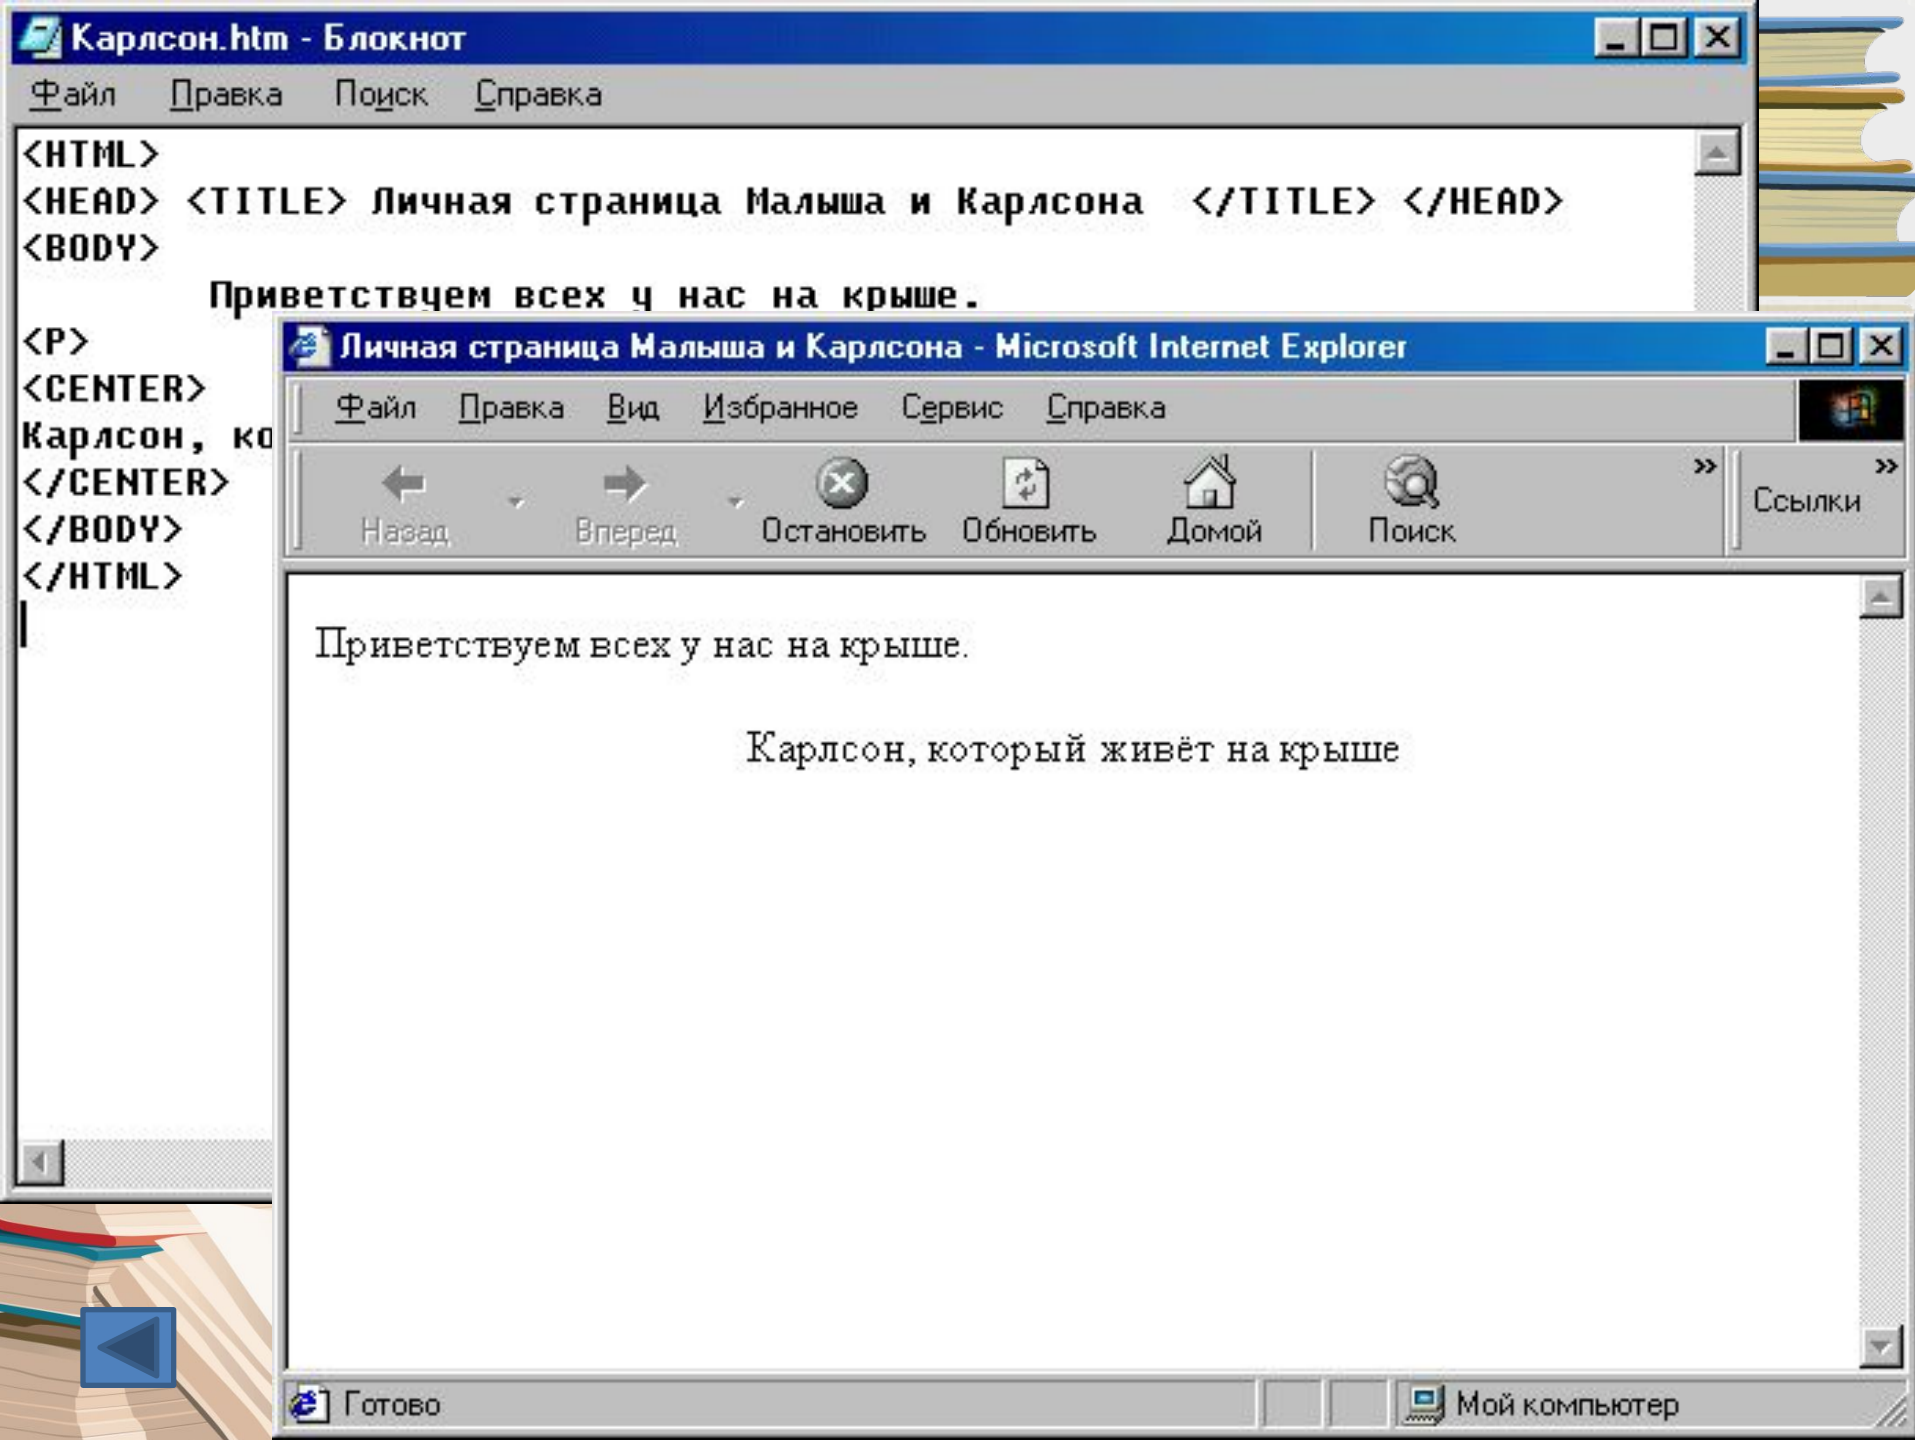 Карлсон.htm - Блокнот
Файл Правка Поиск Справка
<HTML>
<HEAD> <TITLE> Личная страница Малыша и Карлсона </TITLE> </HEAD>
<BODY>
Приветствуем всех у нас на крыше.
<P>
<CENTER>
Карлсон, ко
</CENTER>
</BODY>
</HTML>
Личная страница Малыша и Карлсона - Microsoft Internet Explorer
Файл Правка Вид Избранное Сервис Справка
Назад Вперед Остановить Обновить Домой Поиск » Ссылки »
Приветствуем всех у нас на крыше.
Карлсон, который живёт на крыше
Готово Мой компьютер